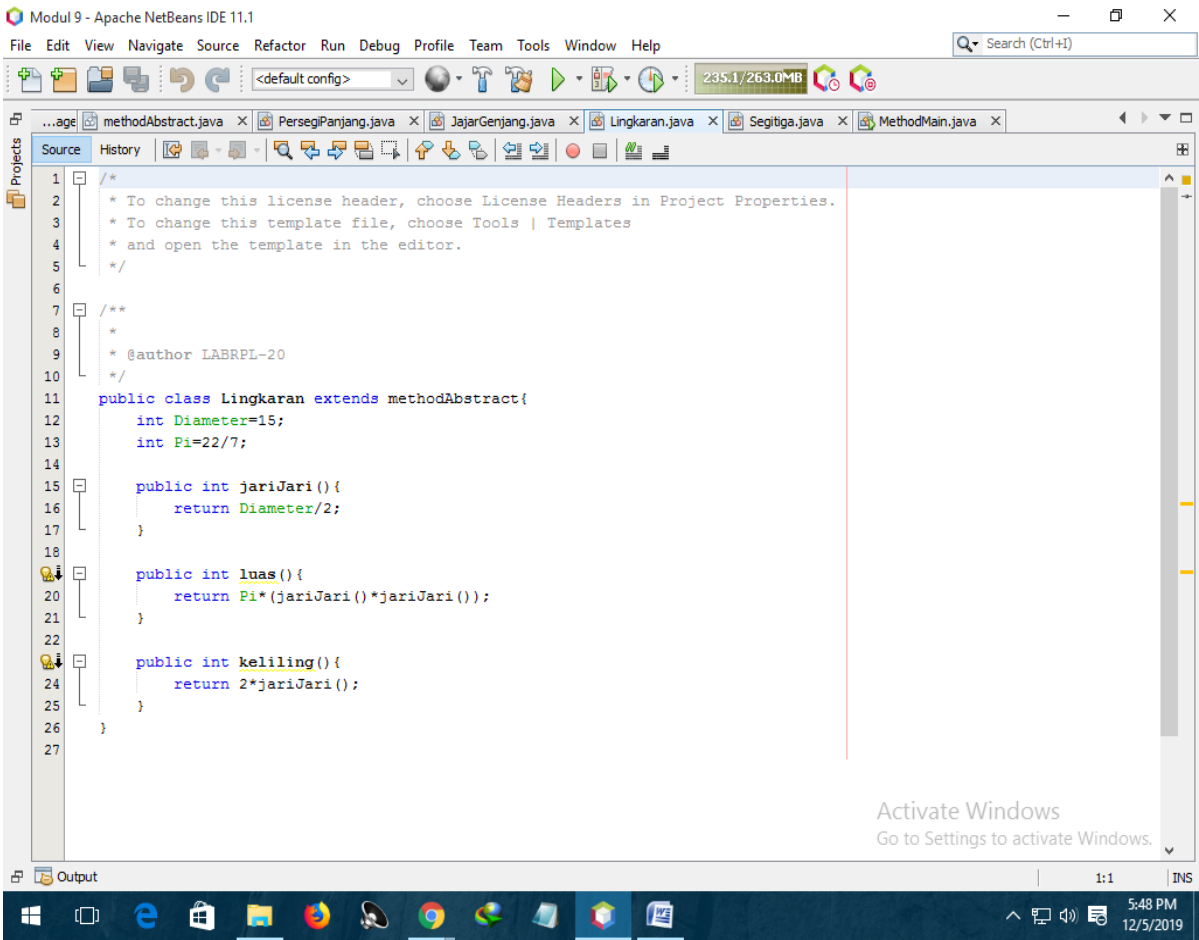 Modul 9 - Apache NetBeans IDE 11.1
File Edit View Navigate Source Refactor Run Debug Profile Team Tools Window Help
Search (Ctrl+I)
<default config>
235.1/263.0MB
...age methodAbstract.java PersegiPanjang.java JajarGenjang.java Lingkaran.java Segitiga.java MethodMain.java
Projects
Source History
1 /*
2 * To change this license header, choose License Headers in Project Properties.
3 * To change this template file, choose Tools | Templates
4 * and open the template in the editor.
5 */
6
7 /**
8 *
9 * @author LABRPL-20
10 */
11 public class Lingkaran extends methodAbstract{
12 int Diameter=15;
13 int Pi=22/7;
14
15 public int jariJari(){
16 return Diameter/2;
17 }
18
public int luas(){
20 return Pi*(jariJari()*jariJari());
21 }
22
public int keliling(){
24 return 2*jariJari();
25 }
26 }
27
Activate Windows
Go to Settings to activate Windows.
Output
1:1 INS
5:48 PM
12/5/2019